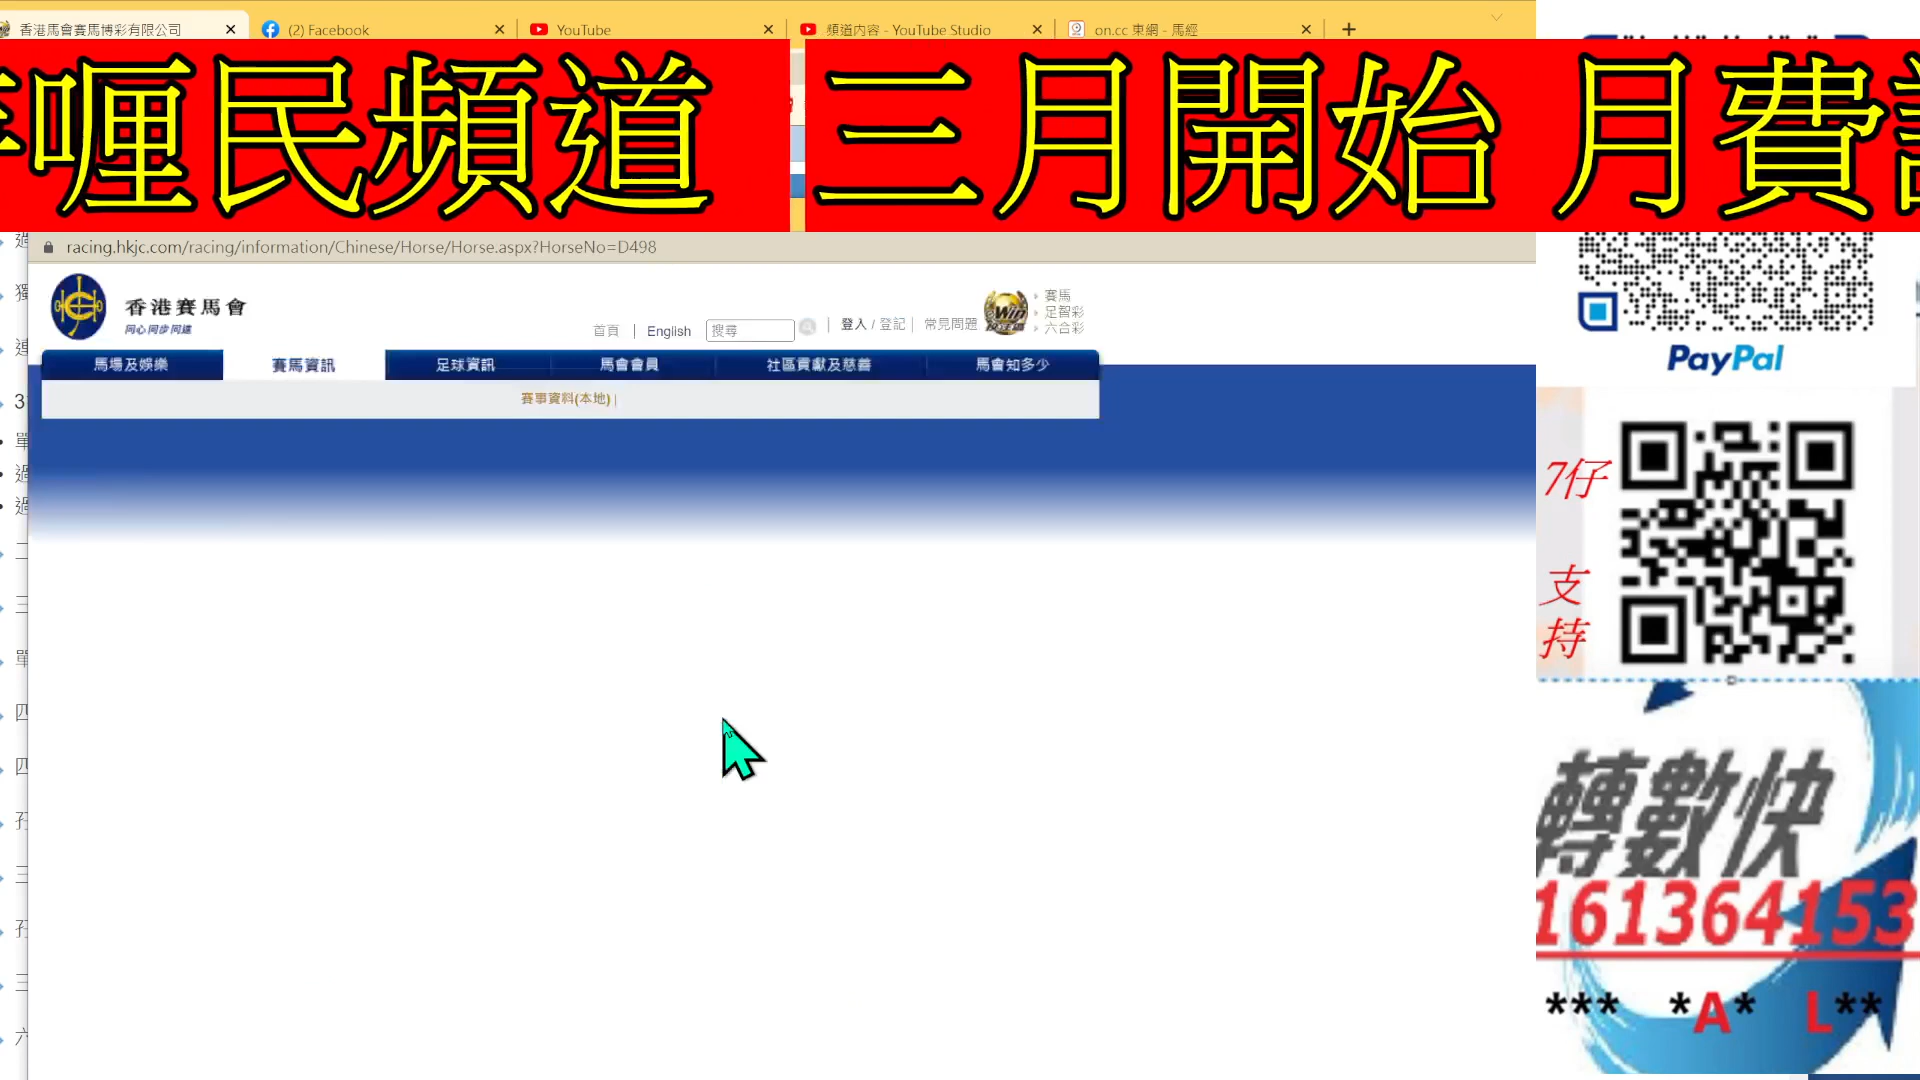 香港馬會賽馬博彩有限公司
(2) Facebook
YouTube
頻道內容 - YouTube Studio
on.cc 東網 - 馬經
喱民頻道 三月開始 月費
racing.hkjc.com/racing/information/Chinese/Horse/Horse.aspx?HorseNo=D498
香港賽馬會
同心同步同進
首頁 | English
搜尋
登入 / 登記 | 常見問題
賽馬
足智彩
六合彩
馬場及娛樂
賽馬資訊
足球資訊
馬會會員
社區貢獻及慈善
馬會知多少
賽事資料(本地) |
PayPal
7仔
支
持
轉數快
161364153
*** *A* L**